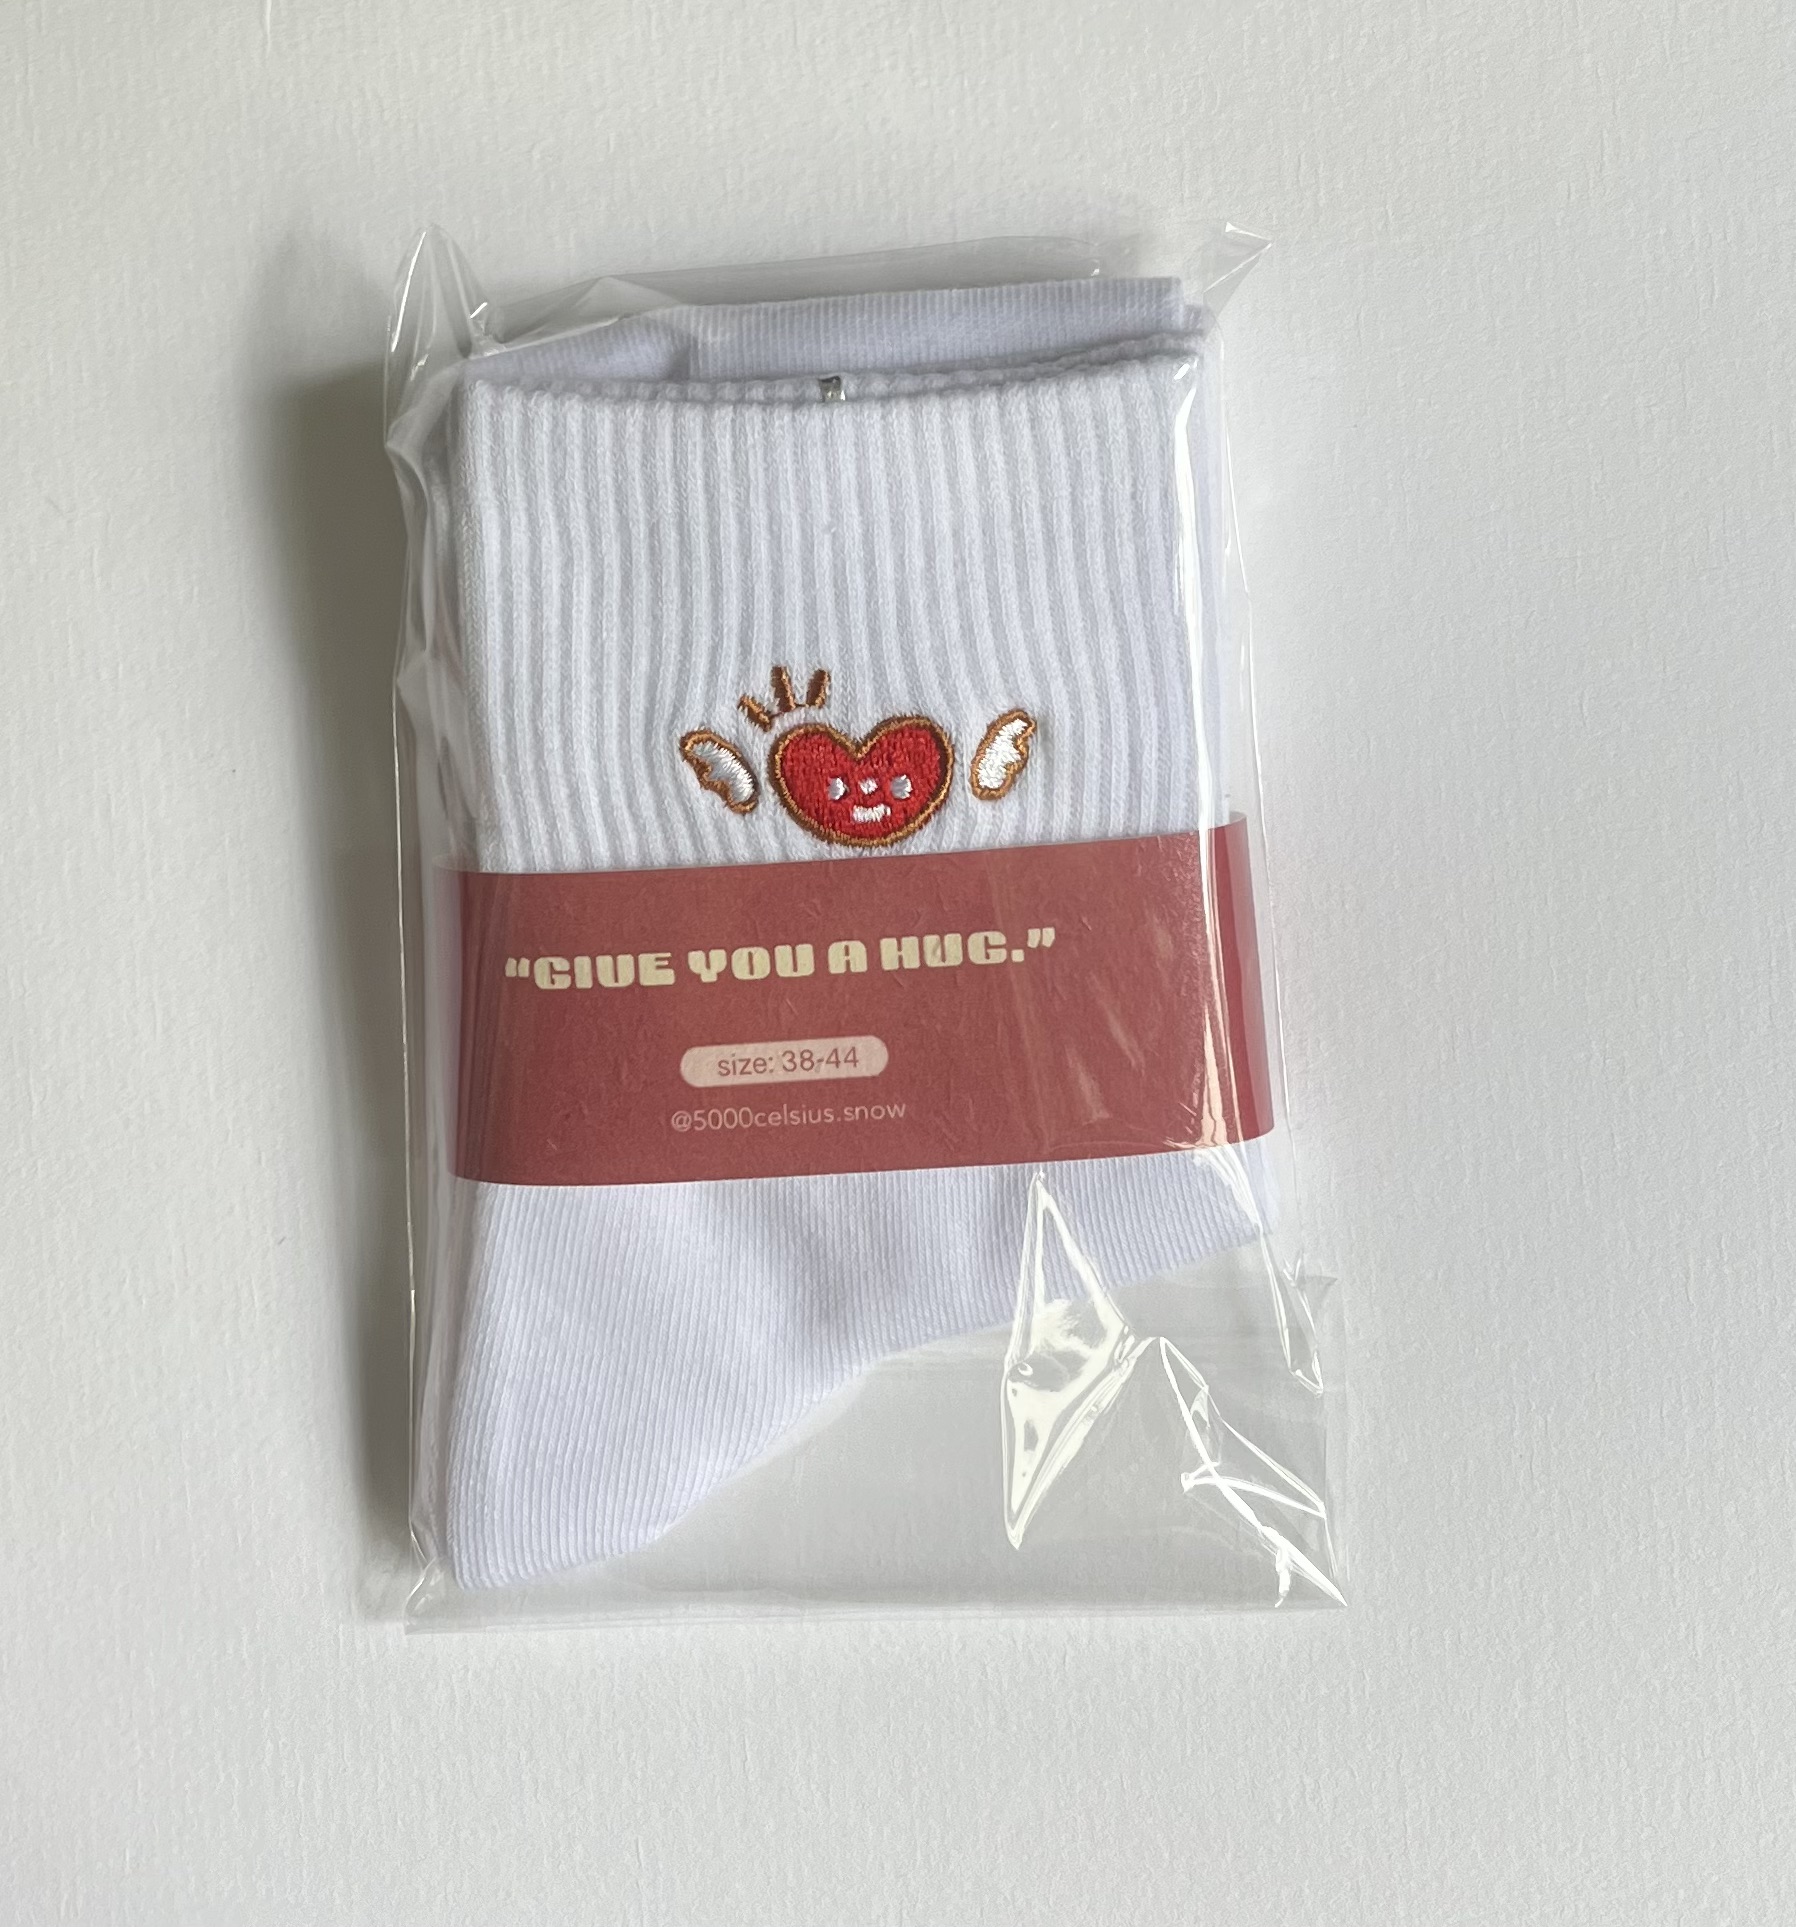 “GIVE YOU A HUG.”
size: 38-44
@5000celsius.snow